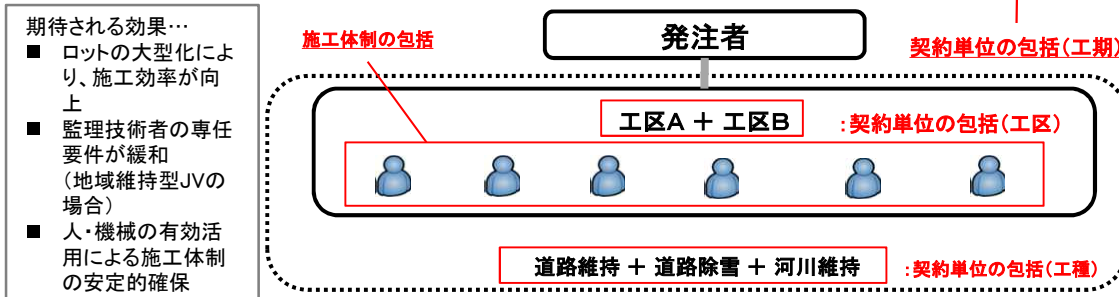 期待される効果…
■ ロットの大型化によ
り、施工効率が向
上
■ 監理技術者の専任
要件が緩和
(地域維持型JVの
場合)
■ 人・機械の有効活
用による施工体制
の安定的確保
施工体制の包括
発注者
契約単位の包括(工期)
工区A + 工区B
:契約単位の包括(工区)
道路維持 + 道路除雪 + 河川維持
:契約単位の包括(工種)